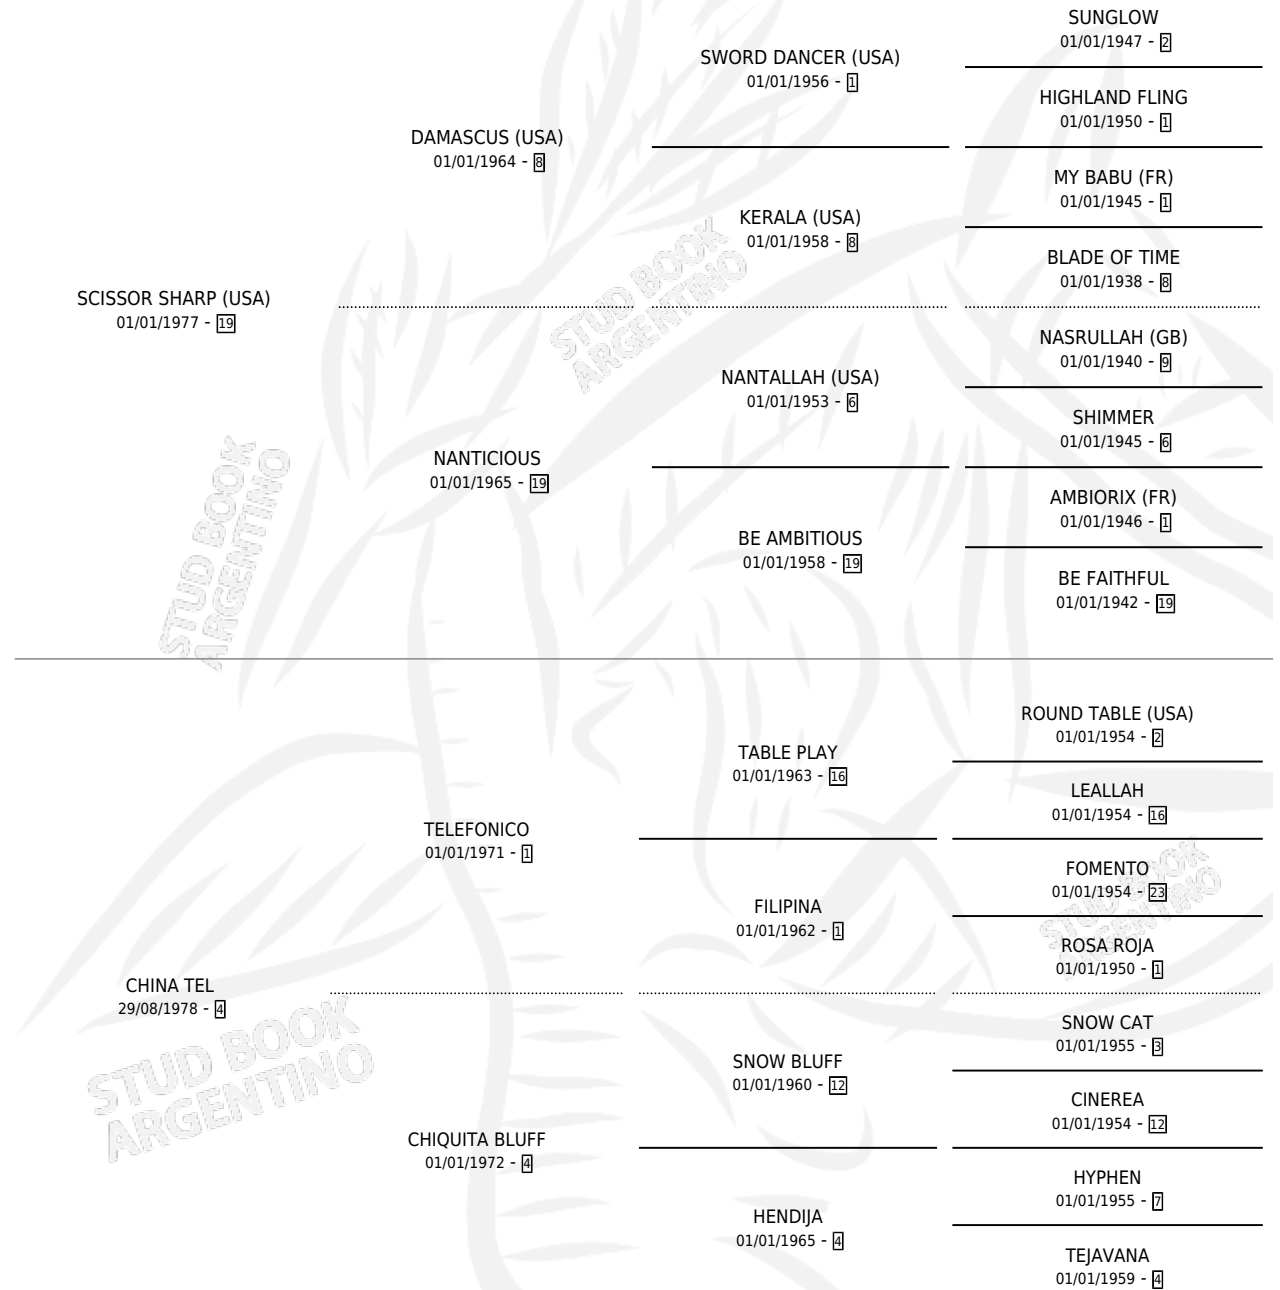 SUNGLOW
01/01/1947 - 2
SWORD DANCER (USA)
01/01/1956 - 1
HIGHLAND FLING
01/01/1950 - 1
DAMASCUS (USA)
01/01/1964 - 8
MY BABU (FR)
01/01/1945 - 1
KERALA (USA)
01/01/1958 - 8
BLADE OF TIME
01/01/1938 - 8
SCISSOR SHARP (USA)
01/01/1977 - 19
STUD BOOK
ARGENTINO
NASRULLAH (GB)
01/01/1940 - 9
NANTALLAH (USA)
01/01/1953 - 6
SHIMMER
01/01/1945 - 6
NANTICIOUS
01/01/1965 - 19
AMBIORIX (FR)
01/01/1946 - 1
BE AMBITIOUS
01/01/1958 - 19
BE FAITHFUL
01/01/1942 - 19
STUD BOOK
ARGENTINO
ROUND TABLE (USA)
01/01/1954 - 2
TABLE PLAY
01/01/1963 - 16
LEALLAH
01/01/1954 - 16
TELEFONICO
01/01/1971 - 1
FOMENTO
01/01/1954 - 23
FILIPINA
01/01/1962 - 1
STUD BOOK
ARGENTINO
ROSA ROJA
01/01/1950 - 1
CHINA TEL
29/08/1978 - 4
SNOW CAT
01/01/1955 - 3
STUD BOOK
ARGENTINO
SNOW BLUFF
01/01/1960 - 12
CINEREA
01/01/1954 - 12
CHIQUITA BLUFF
01/01/1972 - 4
HYPHEN
01/01/1955 - 7
HENDIJA
01/01/1965 - 4
TEJAVANA
01/01/1959 - 4